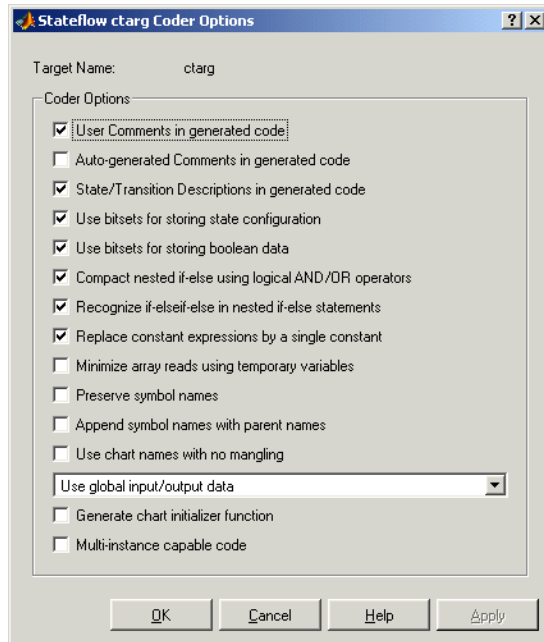 Stateflow ctarg Coder Options
Target Name: ctarg
Coder Options
User Comments in generated code
Auto-generated Comments in generated code
State/Transition Descriptions in generated code
Use bitsets for storing state configuration
Use bitsets for storing boolean data
Compact nested if-else using logical AND/OR operators
Recognize if-elseif-else in nested if-else statements
Replace constant expressions by a single constant
Minimize array reads using temporary variables
Preserve symbol names
Append symbol names with parent names
Use chart names with no mangling
Use global input/output data
Generate chart initializer function
Multi-instance capable code
OK Cancel Help Apply